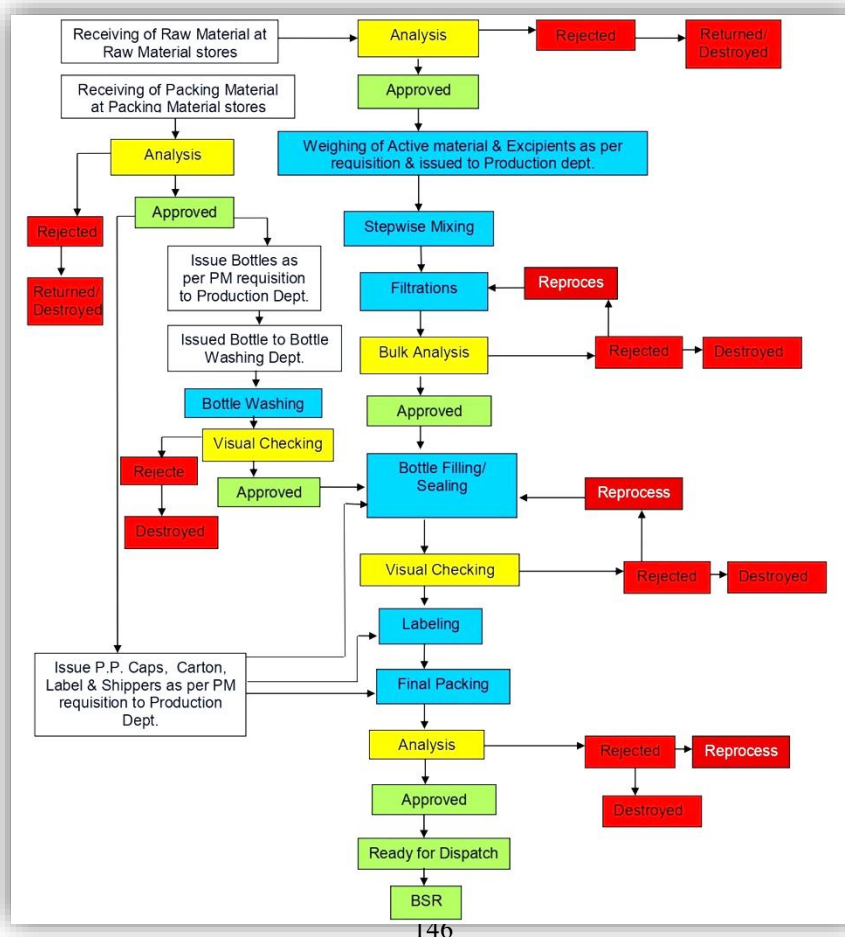 Receiving of Raw Material at
Raw Material stores
Analysis
Rejected
Returned/
Destroyed
Receiving of Packing Material
at Packing Material stores
Approved
Analysis
Weighing of Active material & Excipients as per
requisition & issued to Production dept.
Approved
Stepwise Mixing
Rejected
Issue Bottles as
per PM requisition
to Production Dept.
Returned/
Destroyed
Filtrations
Reproces
Issued Bottle to Bottle
Washing Dept.
Bulk Analysis
Rejected
Destroyed
Bottle Washing
Approved
Visual Checking
Rejecte
Approved
Destroyed
Bottle Filling/
Sealing
Reprocess
Visual Checking
Rejected
Destroyed
Labeling
Issue P.P. Caps, Carton,
Label & Shippers as per PM
requisition to Production
Dept.
Final Packing
Analysis
Rejected
Reprocess
Approved
Destroyed
Ready for Dispatch
BSR
146